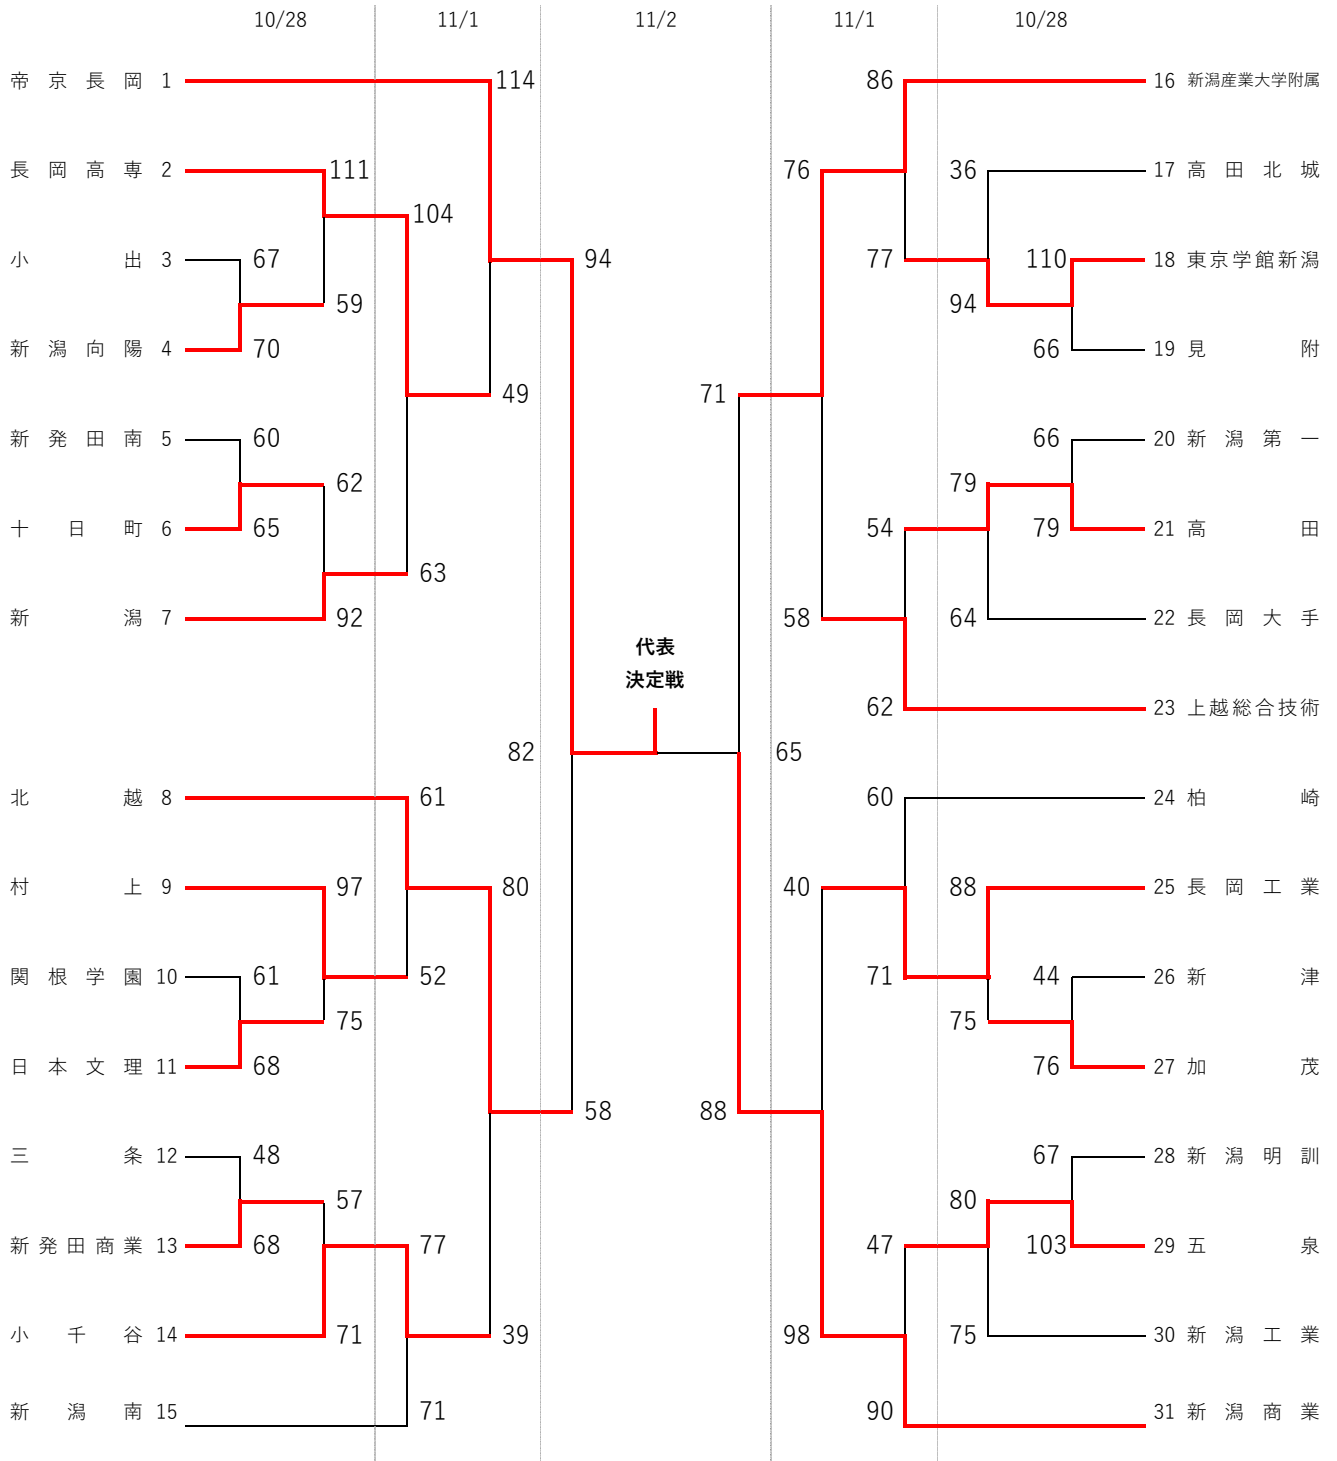 10/28 11/1 11/2 11/1 10/28
帝京長岡 1 114 86 16 新潟産業大学附属
長岡高専 2 111 76 36 17 高田北城
104
小出 3 67 94 77 110 18 東京学館新潟
59 94
新潟向陽 4 70 66 19 見附
49 71
新発田南 5 60 66 20 新潟第一
62 79
十日町 6 65 54 79 21 高田
63
新潟 7 92 58 64 22 長岡大手
代表
決定戦
62 23 上越総合技術
82 65
北越 8 61 60 24 柏崎
村上 9 97 80 40 88 25 長岡工業
関根学園 10 61 52 71 44 26 新津
75 75
日本文理 11 68 76 27 加茂
58 88
三条 12 48 67 28 新潟明訓
57 80
新発田商業 13 68 77 47 103 29 五泉
小千谷 14 71 39 98 75 30 新潟工業
新潟南 15 71 90 31 新潟商業